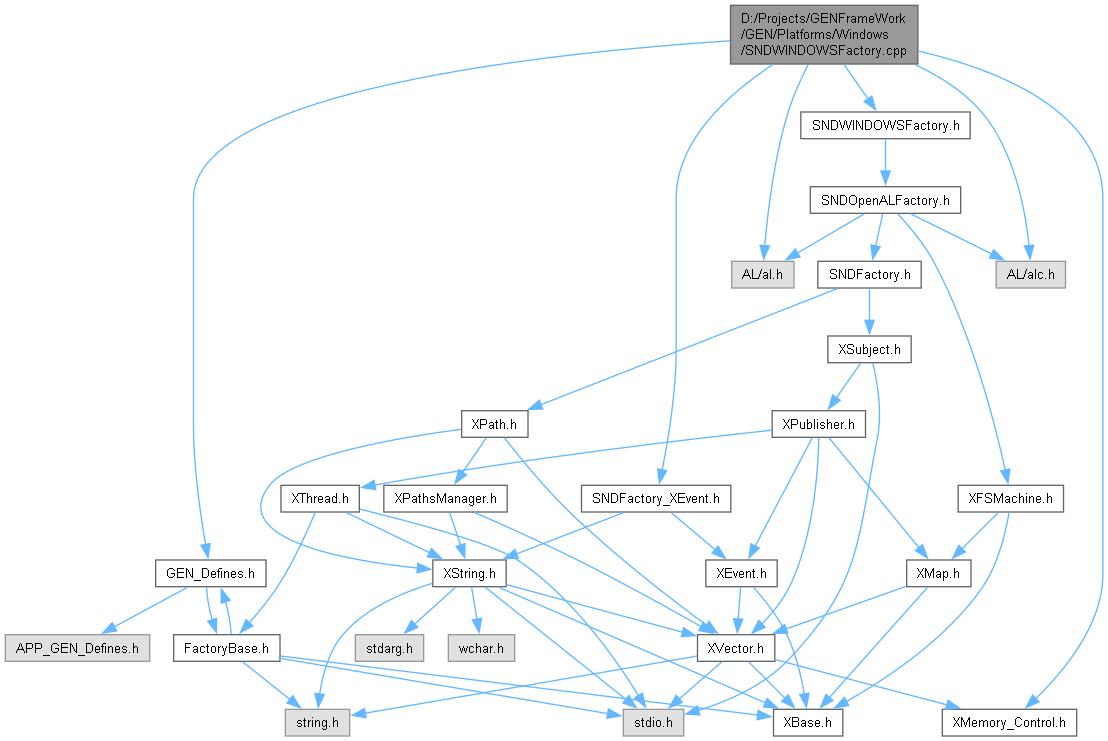 D:/Projects/GENFrameWork
/GEN/Platforms/Windows
/SNDWINDOWSFactory.cpp
SNDWINDOWSFactory.h
SNDOpenALFactory.h
AL/al.h
SNDFactory.h
AL/alc.h
XSubject.h
XPath.h
XPublisher.h
XThread.h
XPathsManager.h
SNDFactory_XEvent.h
XFSMachine.h
GEN_Defines.h
XString.h
XEvent.h
XMap.h
APP_GEN_Defines.h
FactoryBase.h
stdarg.h
wchar.h
XVector.h
string.h
stdio.h
XBase.h
XMemory_Control.h